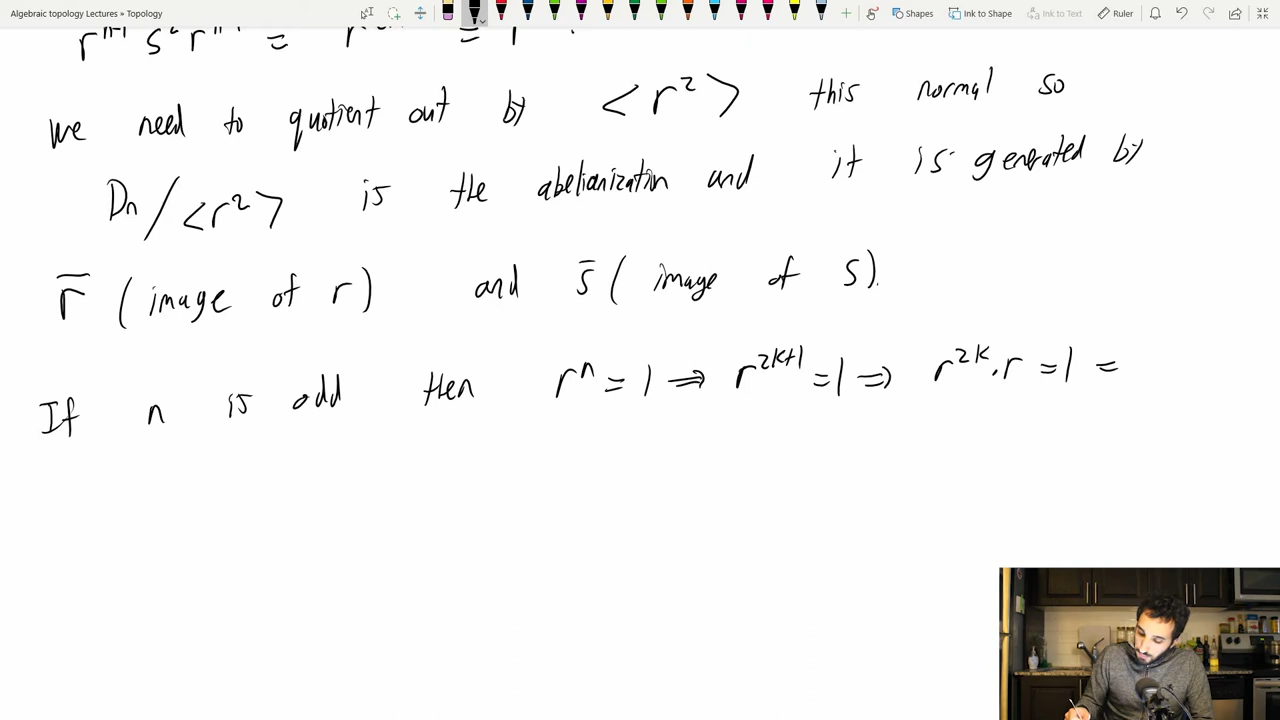 Algebraic topology Lectures » Topology
Shapes Ink to Shape Ink to Text Ruler
we need to quotient out by <r²> this normal so
Dn/<r²> is the abelianization and it is generated by
r̅ (image of r) and s̅ (image of s).
If n is odd then rⁿ = 1 ⇒ r²ᵏ⁺¹ = 1 ⇒ r²ᵏ · r = 1 =